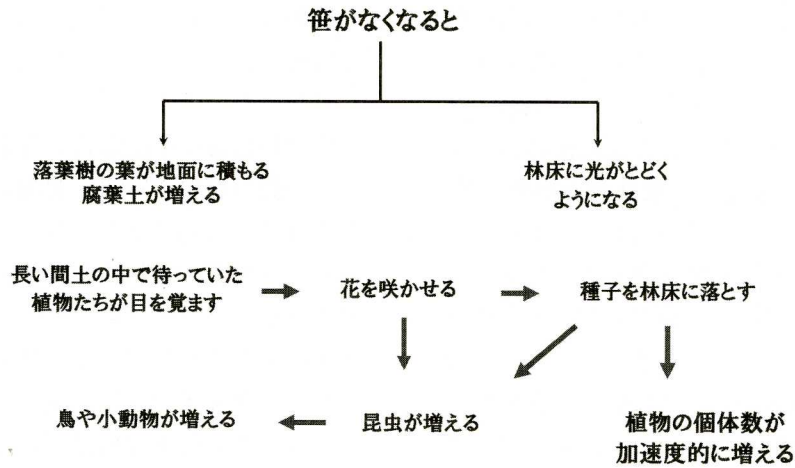 笹がなくなると
落葉樹の葉が地面に積もる
腐葉土が増える
林床に光がとどく
ようになる
長い間土の中で待っていた
植物たちが目を覚ます
花を咲かせる
種子を林床に落とす
鳥や小動物が増える
昆虫が増える
植物の個体数が
加速度的に増える